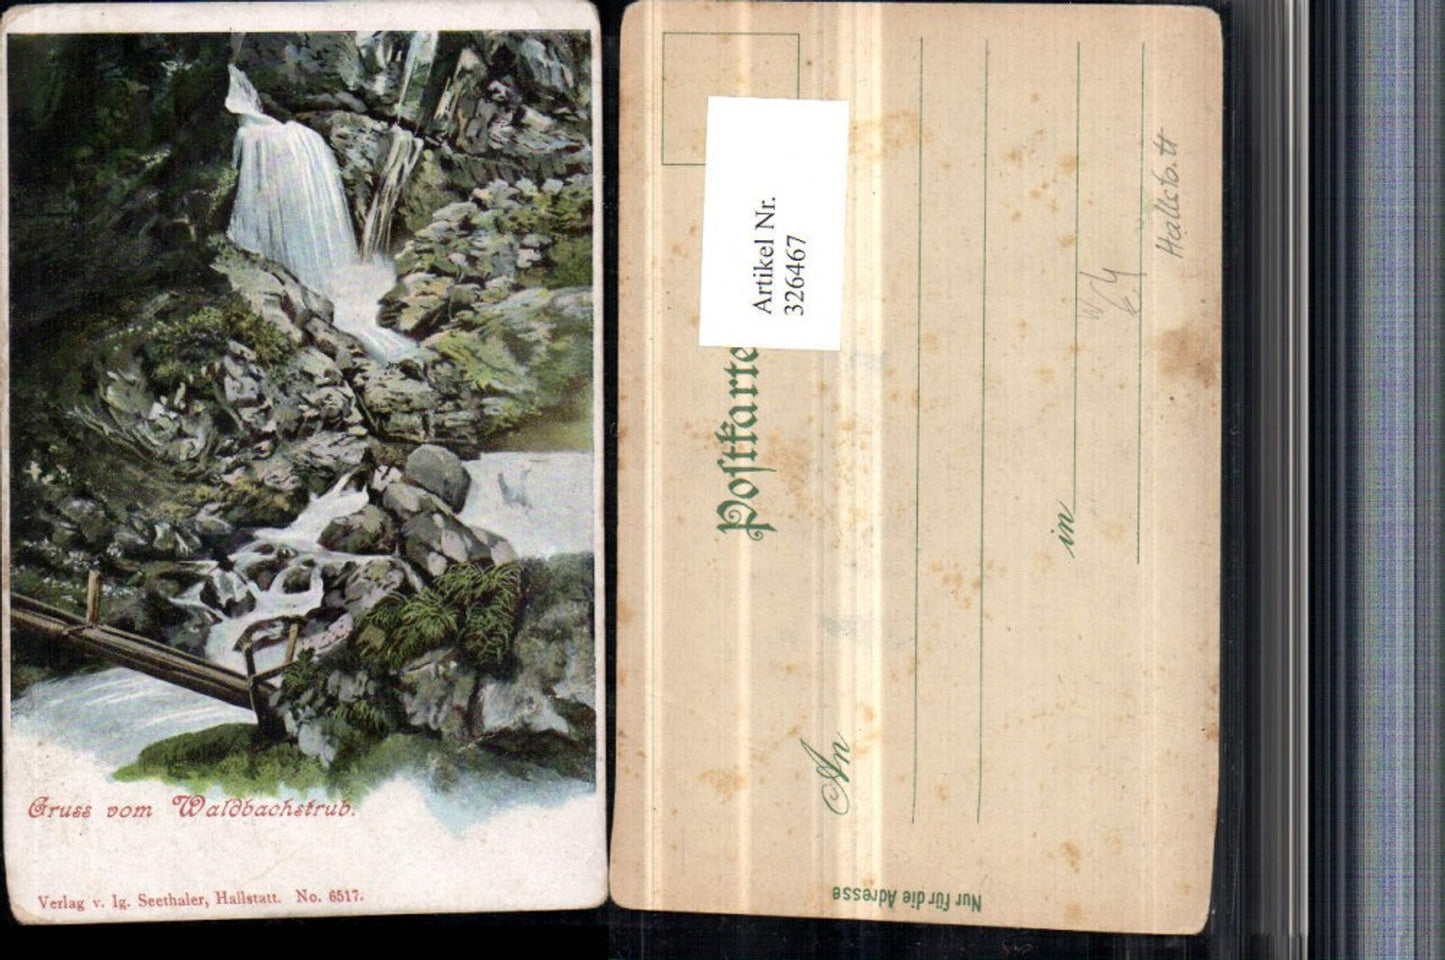 Gruss vom Waldbachstrub.
Verlag v. Ig. Seethaler, Hallstatt. No. 6517.
Artikel Nr.
326467
Postkarte
An
in
Nur für die Adresse